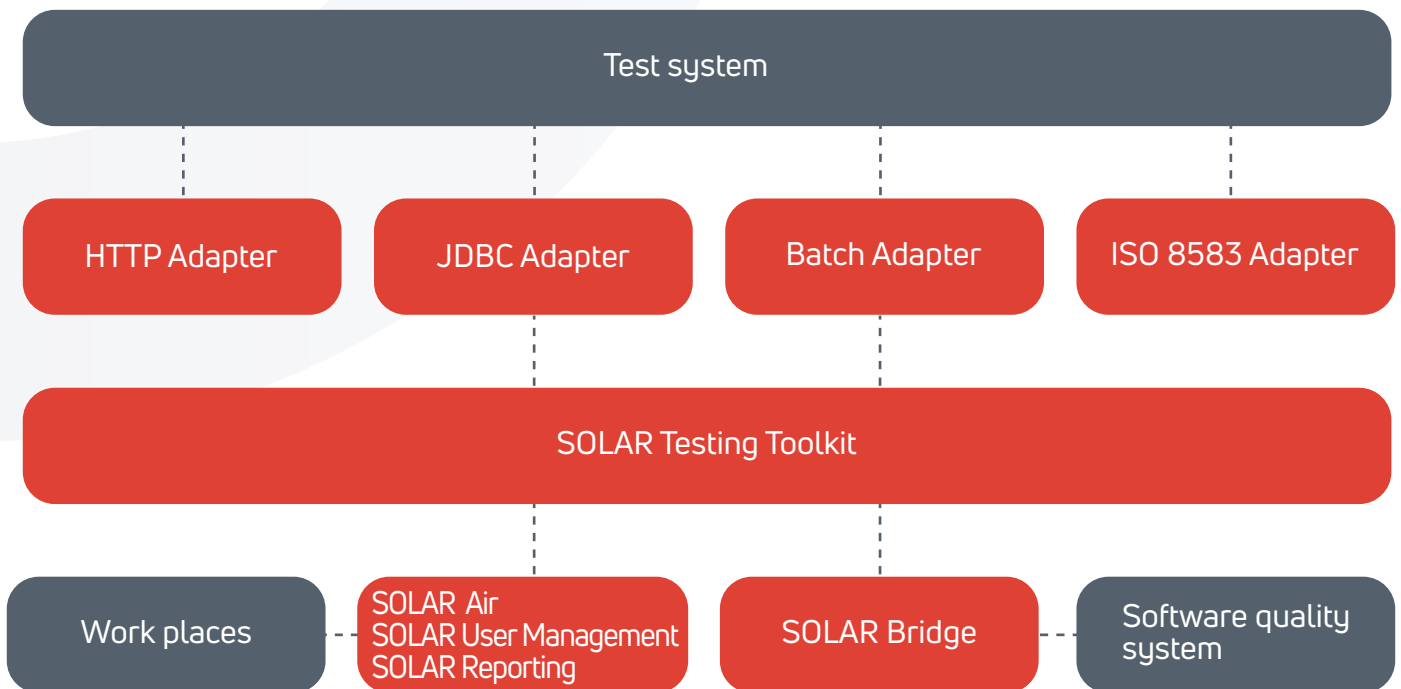 Test system
HTTP Adapter
JDBC Adapter
Batch Adapter
ISO 8583 Adapter
SOLAR Testing Toolkit
Work places
SOLAR Air
SOLAR User Management
SOLAR Reporting
SOLAR Bridge
Software quality
system